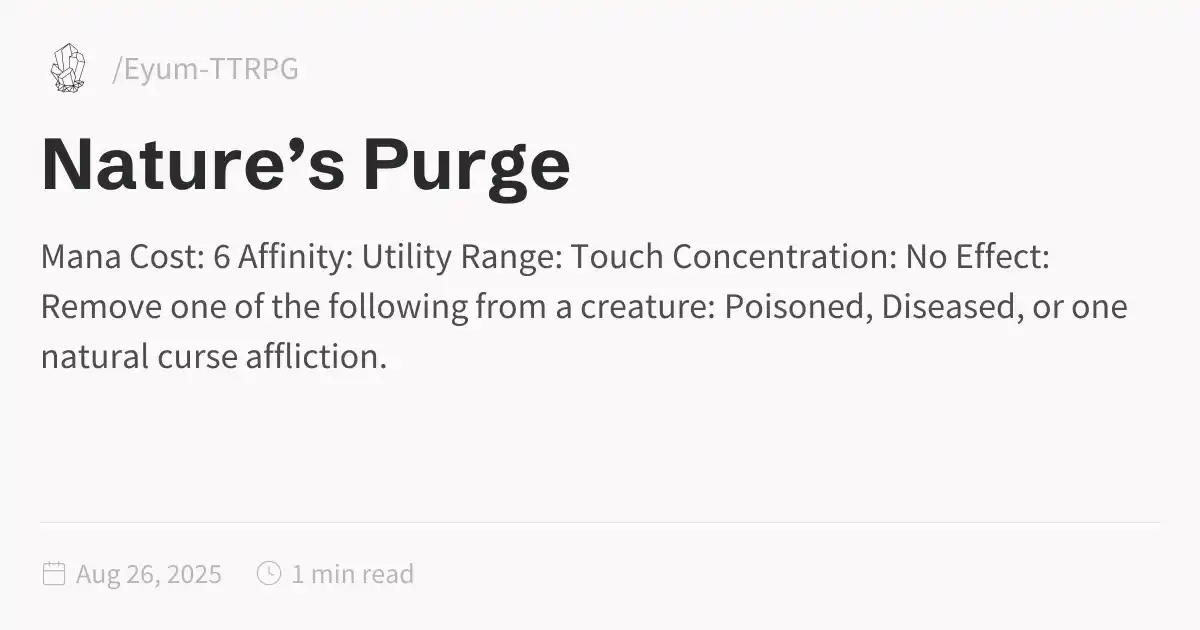 /Eyum-TTRPG
Nature’s Purge
Mana Cost: 6 Affinity: Utility Range: Touch Concentration: No Effect:
Remove one of the following from a creature: Poisoned, Diseased, or one
natural curse affliction.
Aug 26, 2025 1 min read